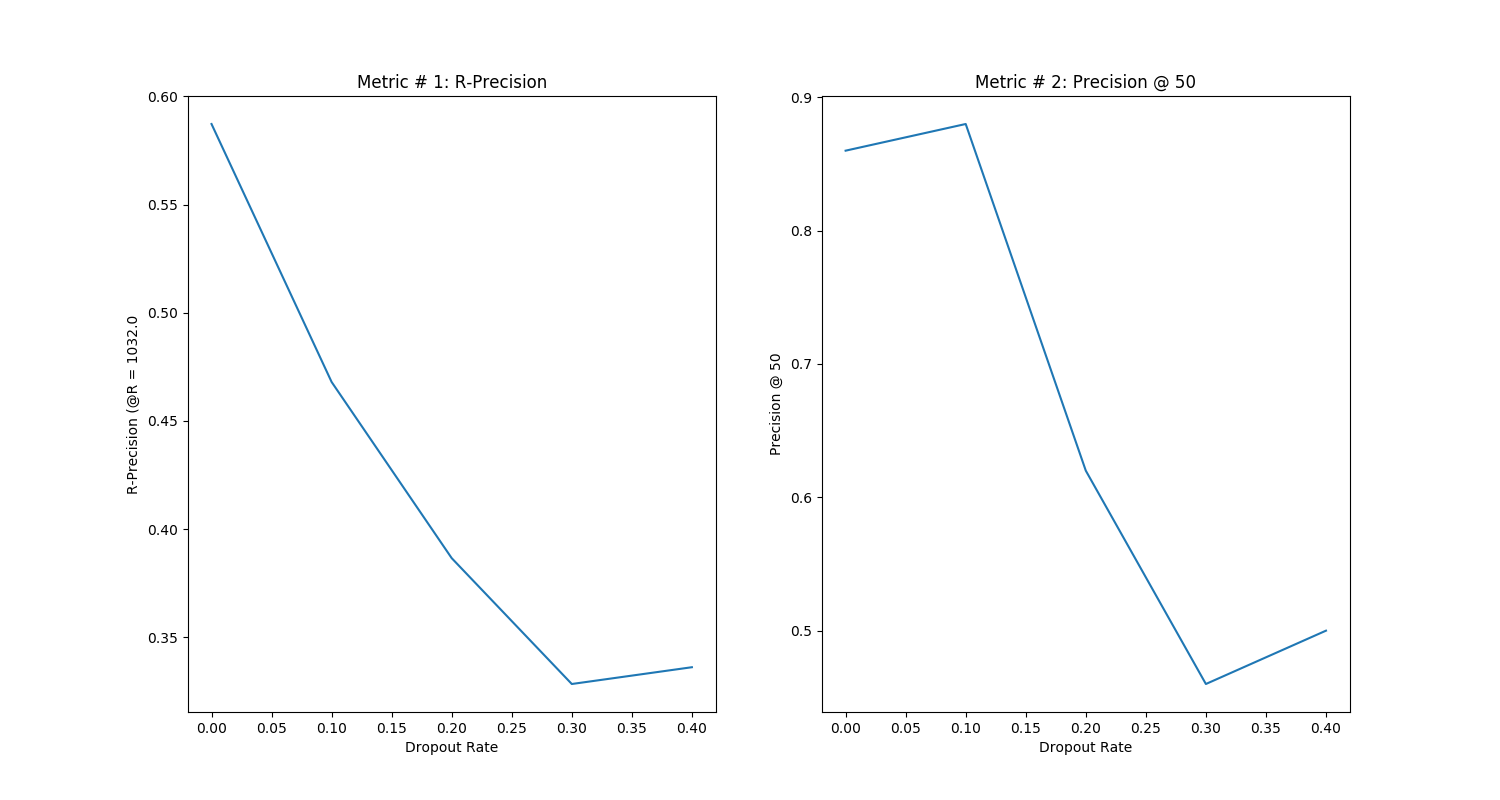 Metric # 1: R-Precision
0.60
0.55
0.50
0.45
0.40
0.35
R-Precision (@R = 1032.0
0.00 0.05 0.10 0.15 0.20 0.25 0.30 0.35 0.40
Dropout Rate
Metric # 2: Precision @ 50
0.9
0.8
0.7
0.6
0.5
Precision @ 50
0.00 0.05 0.10 0.15 0.20 0.25 0.30 0.35 0.40
Dropout Rate